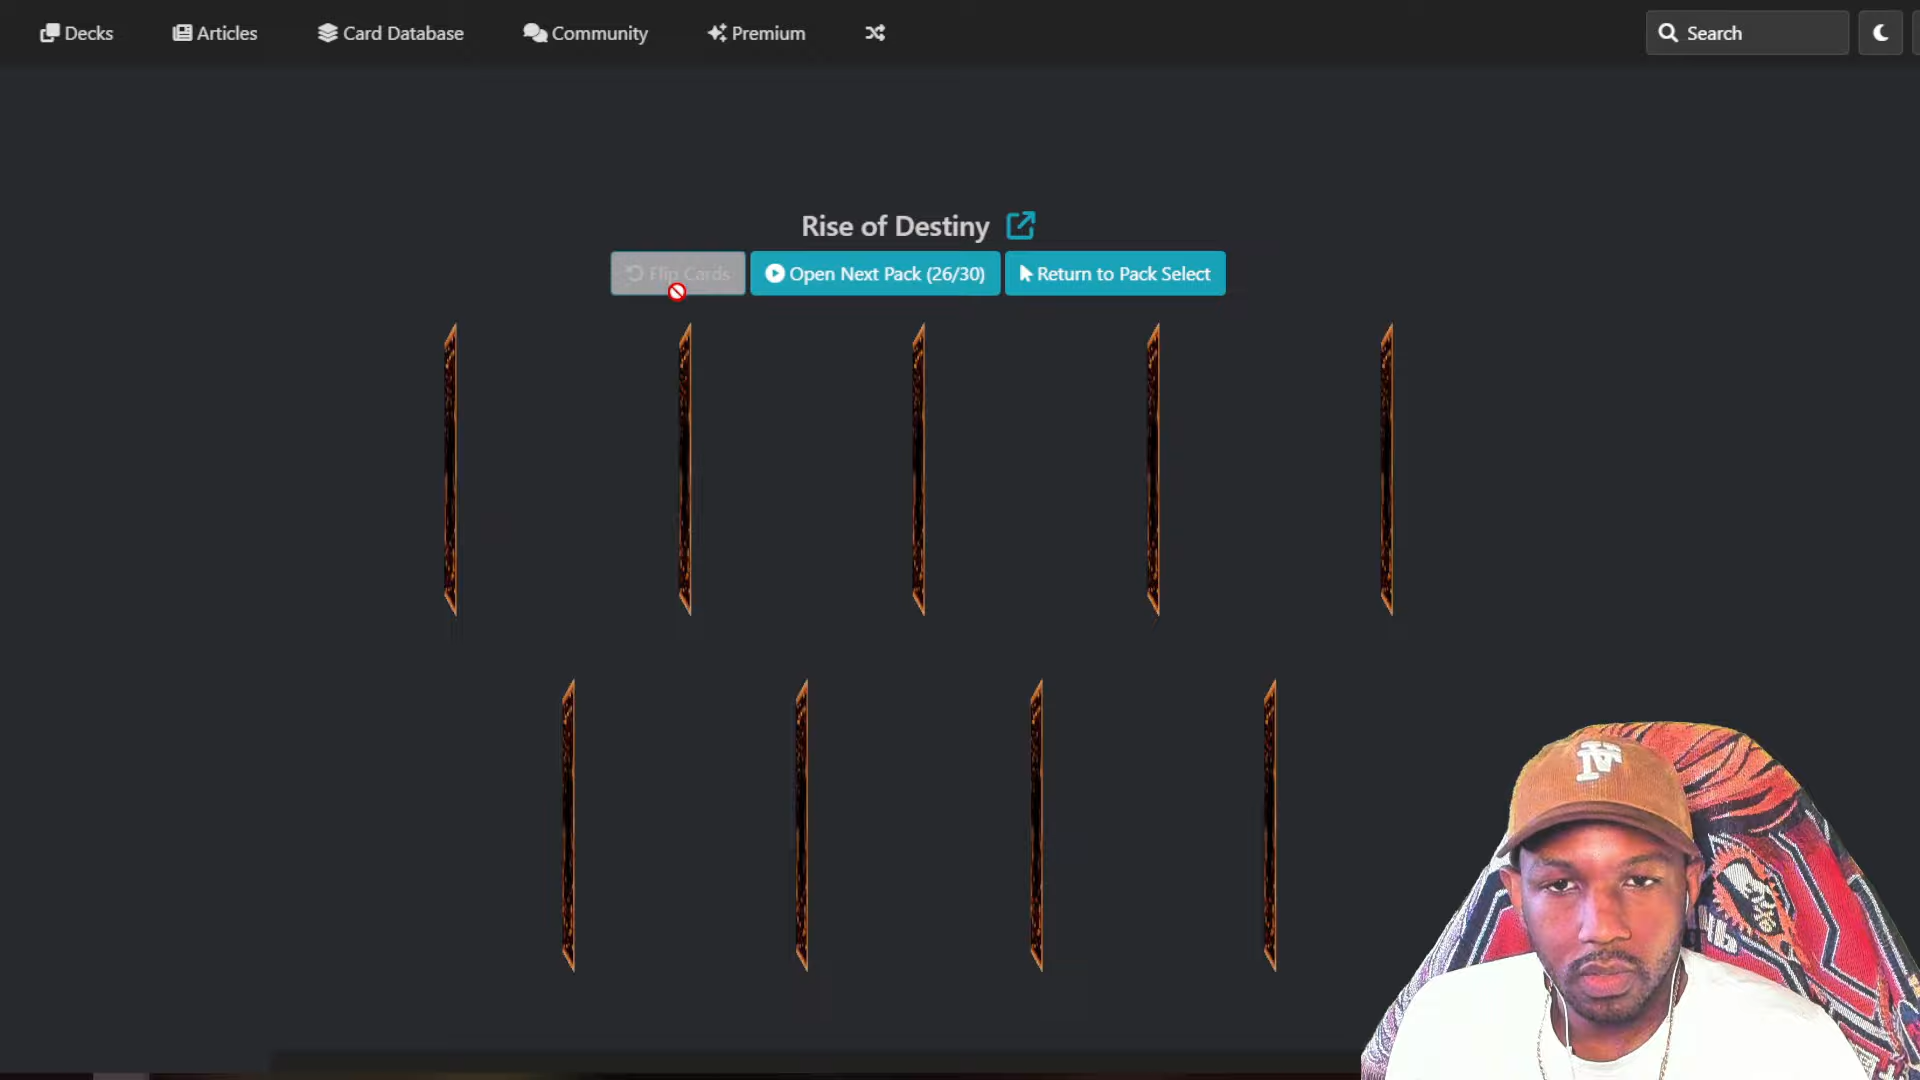 Decks Articles Card Database Community Premium Search
Rise of Destiny
Flip Cards Open Next Pack (26/30) Return to Pack Select